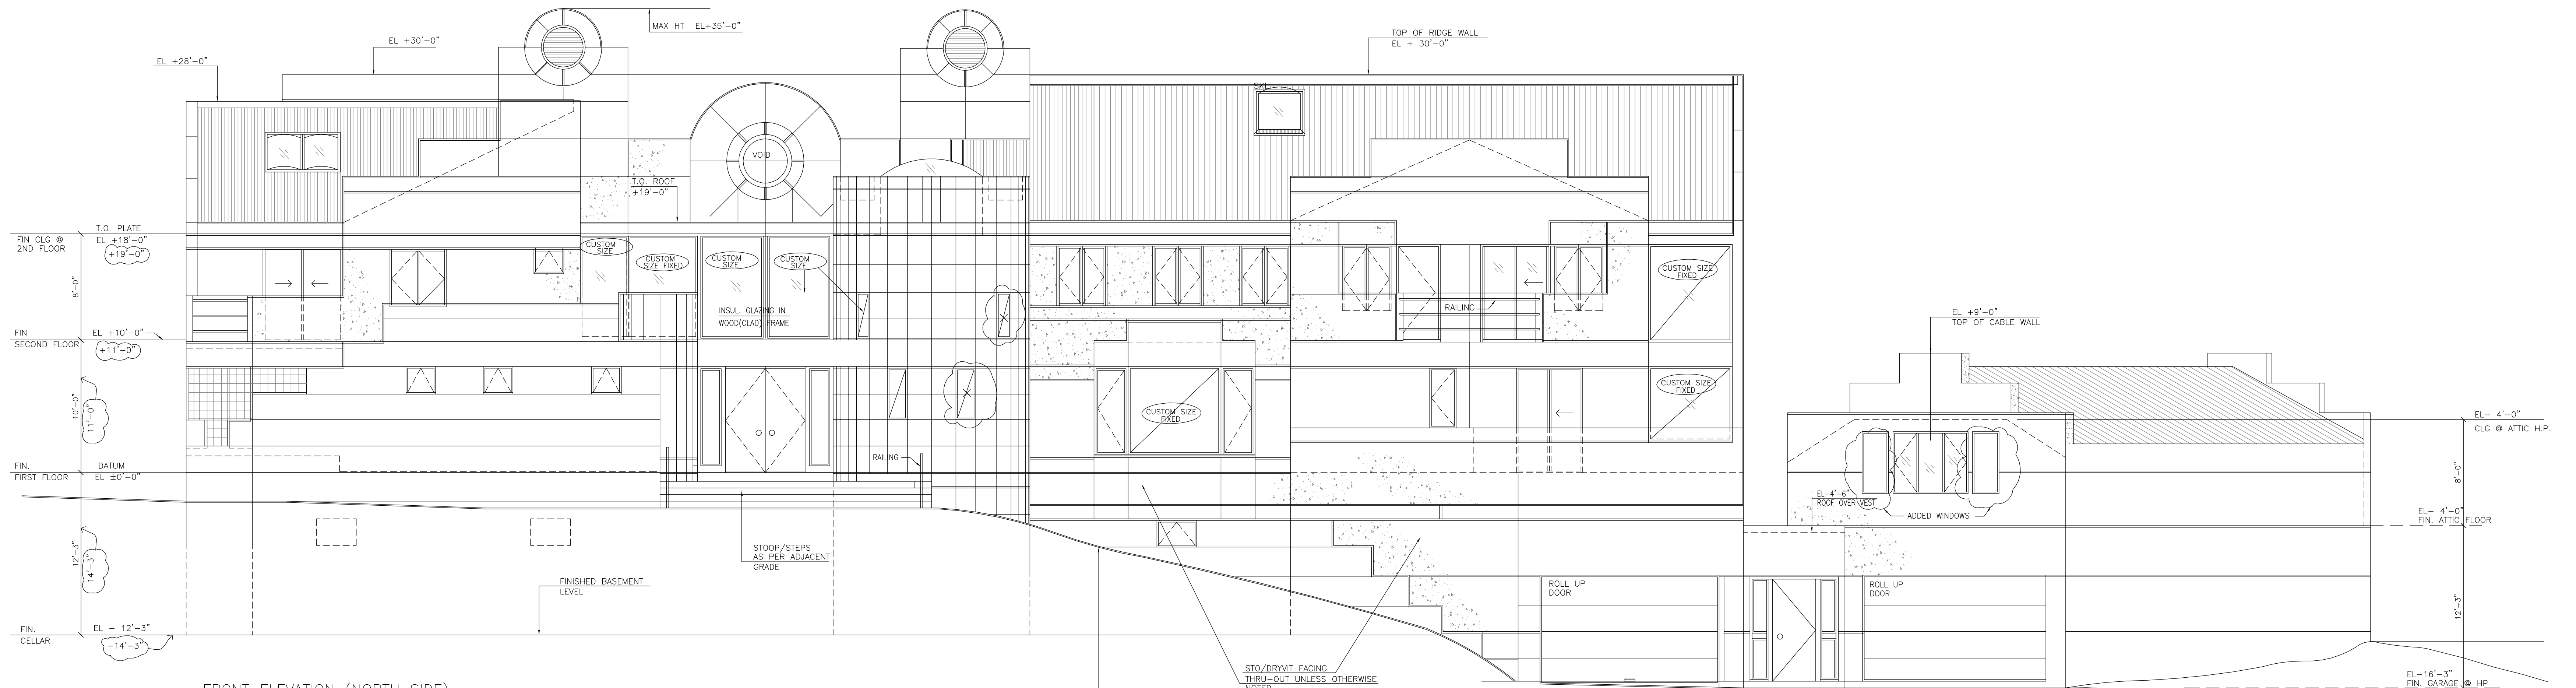 MAX HT EL+35'-0"
EL +30'-0"
EL +28'-0"
TOP OF RIDGE WALL
EL + 30'-0"
SKL
VOID
T.O. ROOF
+19'-0"
T.O. PLATE
FIN CLG @
2ND FLOOR
EL +18'-0"
+19'-0"
CUSTOM
SIZE
CUSTOM
SIZE FIXED
CUSTOM
SIZE
CUSTOM
SIZE
CUSTOM SIZE
FIXED
8'-0"
INSUL. GLAZING IN
WOOD(CLAD) FRAME
RAILING
EL +9'-0"
TOP OF CABLE WALL
FIN
SECOND FLOOR
EL +10'-0"
+11'-0"
10'-0"
11'-0"
CUSTOM SIZE
FIXED
CUSTOM SIZE
FIXED
EL- 4'-0"
CLG @ ATTIC H.P.
RAILING
FIN.
FIRST FLOOR
DATUM
EL ±0'-0"
8'-0"
EL-4'-6"
ROOF OVER VEST
ADDED WINDOWS
EL- 4'-0"
FIN. ATTIC FLOOR
12'-3"
14'-3"
STOOP/STEPS
AS PER ADJACENT
GRADE
FINISHED BASEMENT
LEVEL
ROLL UP
DOOR
ROLL UP
DOOR
12'-3"
FIN.
CELLAR
EL - 12'-3"
-14'-3"
STO/DRYVIT FACING
THRU-OUT UNLESS OTHERWISE
NOTED
EL-16'-3"
FIN. GARAGE @ HP
FRONT ELEVATION (NORTH SIDE)